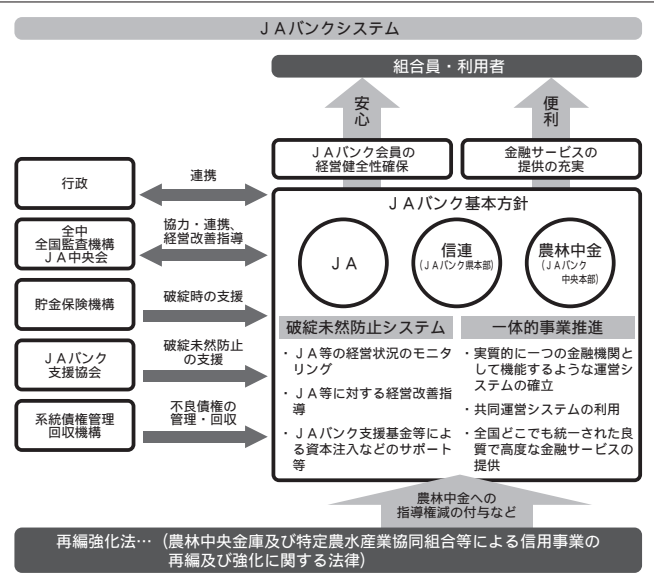 ＪＡバンクシステム
組合員・利用者
安心
便利
ＪＡバンク会員の
経営健全性確保
金融サービスの
提供の充実
行政
連携
全中
全国監査機構
ＪＡ中央会
協力・連携、
経営改善指導
貯金保険機構
破綻時の支援
ＪＡバンク
支援協会
破綻未然防止
の支援
系統債権管理
回収機構
不良債権の
管理・回収
ＪＡバンク基本方針
ＪＡ
信連
（ＪＡバンク県本部）
農林中金
（ＪＡバンク
中央本部）
破綻未然防止システム
・ＪＡ等の経営状況のモニタ
リング
・ＪＡ等に対する経営改善指
導
・ＪＡバンク支援基金等によ
る資本注入などのサポート
等
一体的事業推進
・実質的に一つの金融機関と
して機能するような運営シ
ステムの確立
・共同運営システムの利用
・全国どこでも統一された良
質で高度な金融サービスの
提供
農林中金への
指導権減の付与など
再編強化法…（農林中央金庫及び特定農水産業協同組合等による信用事業の
再編及び強化に関する法律）